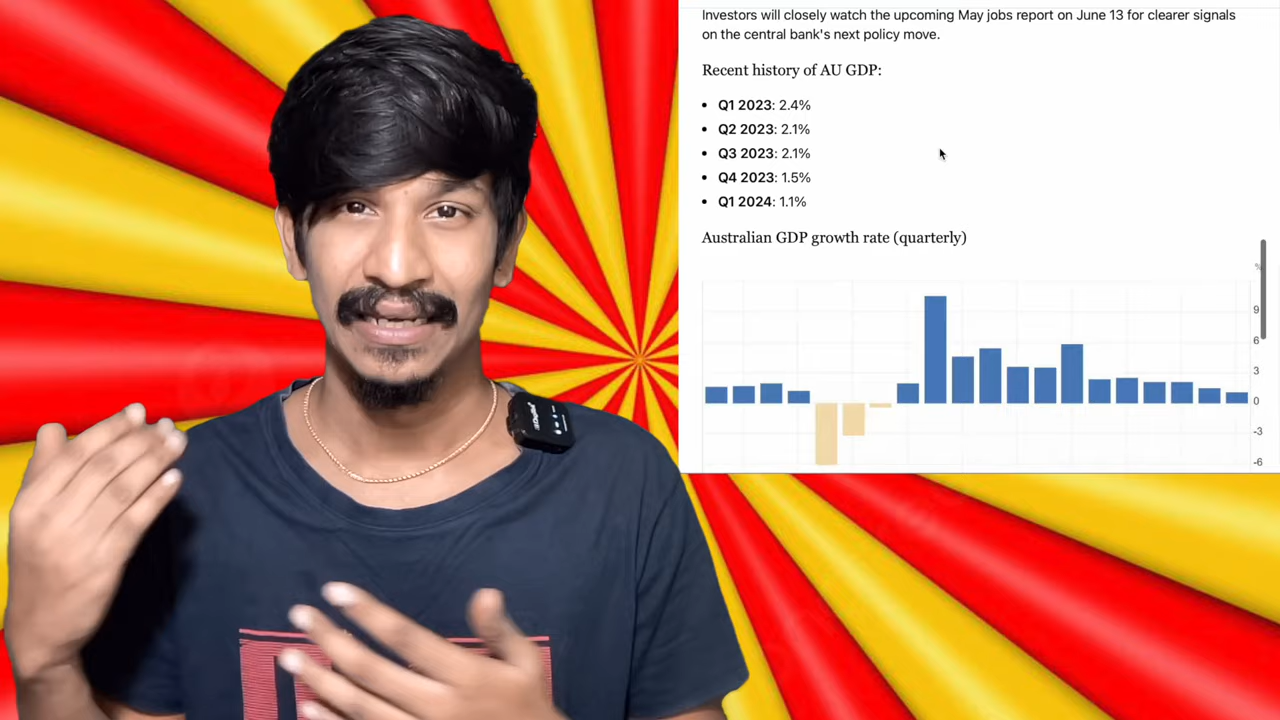 Investors will closely watch the upcoming May jobs report on June 13 for clearer signals
on the central bank's next policy move.
Recent history of AU GDP:
• Q1 2023: 2.4%
• Q2 2023: 2.1%
• Q3 2023: 2.1%
• Q4 2023: 1.5%
• Q1 2024: 1.1%
Australian GDP growth rate (quarterly)
%
9
6
3
0
-3
-6